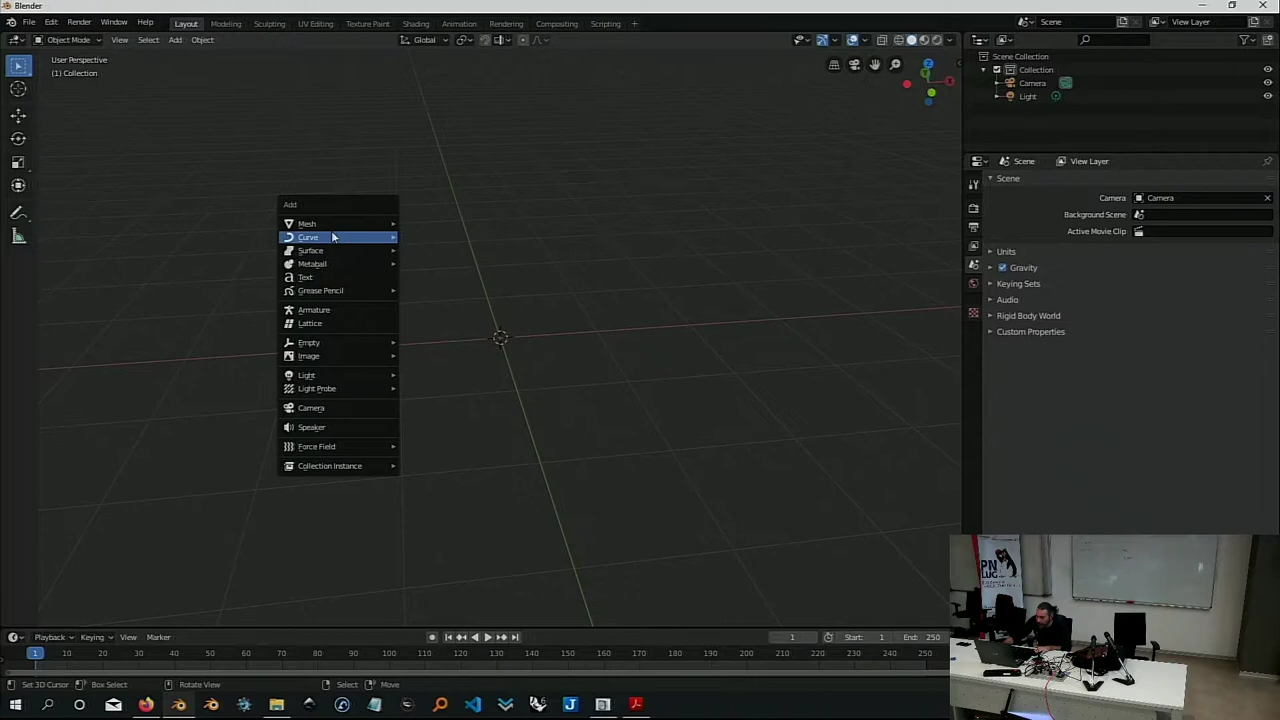 Blender
File Edit Render Window Help
Layout Modeling Sculpting UV Editing Texture Paint Shading Animation Rendering Compositing Scripting +
Scene
View Layer
Object Mode View Select Add Object
Global
User Perspective
(1) Collection
Z
Scene Collection
Collection
Camera
Light
Scene View Layer
Scene
Camera Camera
Background Scene
Active Movie Clip
Units
Gravity
Keying Sets
Audio
Rigid Body World
Custom Properties
Add
Mesh
Curve
Surface
Metaball
Text
Grease Pencil
Armature
Lattice
Empty
Image
Light
Light Probe
Camera
Speaker
Force Field
Collection Instance
PN
LUG
Playback Keying View Marker
1 Start: 1 End: 250
1 10 20 30 40 50 60 70 80 90 100 110 120 130 140 150 160 170 180 190 200 210 220 230 240 250
Set 3D Cursor Box Select Rotate View Select Move